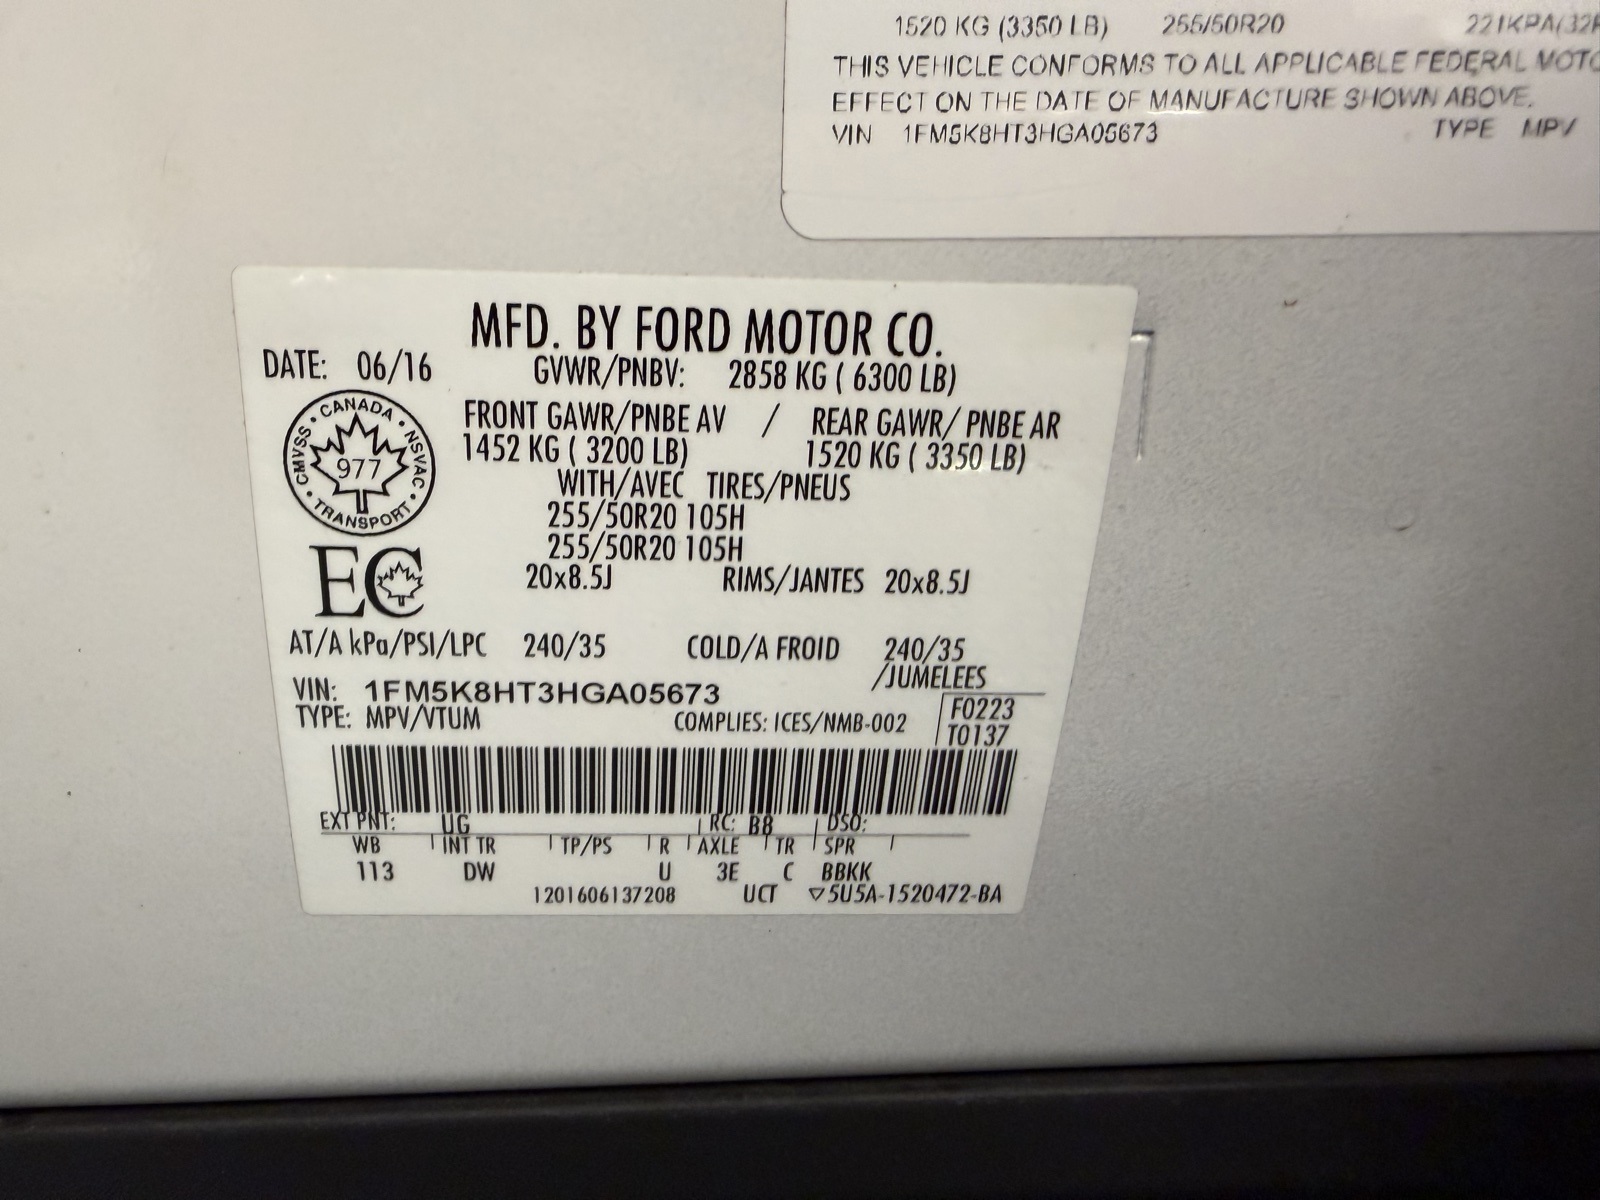 1520 KG (3350 LB) 255/50R20 221KPA(32P
THIS VEHICLE CONFORMS TO ALL APPLICABLE FEDERAL MOTO
EFFECT ON THE DATE OF MANUFACTURE SHOWN ABOVE.
VIN 1FM5K8HT3HGA05673 TYPE MPV
MFD. BY FORD MOTOR CO.
DATE: 06/16 GVWR/PNBV: 2858 KG ( 6300 LB)
FRONT GAWR/PNBE AV / REAR GAWR/ PNBE AR
1452 KG ( 3200 LB) 1520 KG ( 3350 LB)
CANADA • NSVAC • TRANSPORT • CMVSS •
977
WITH/AVEC TIRES/PNEUS
255/50R20 105H
255/50R20 105H
EC
20x8.5J RIMS/JANTES 20x8.5J
AT/A kPa/PSI/LPC 240/35 COLD/A FROID 240/35
/JUMELEES
VIN: 1FM5K8HT3HGA05673
TYPE: MPV/VTUM COMPLIES: ICES/NMB-002
F0223
T0137
EXT PNT: UG RC: B8 DSO:
WB INT TR TP/PS R AXLE TR SPR
113 DW U 3E C BBKK
1201606137208 UCT ▽5U5A-1520472-BA